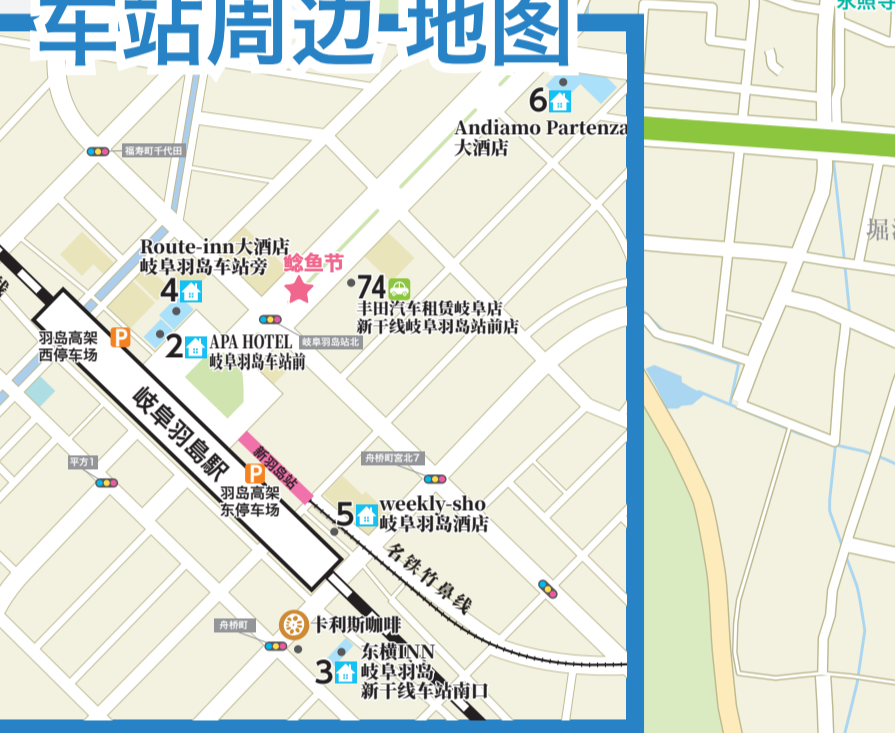 车站周边地图
永照寺
6
Andiamo Partenza
大酒店
福寿町千代田
堀
Route-inn大酒店
岐阜羽岛车站旁
4
鲶鱼节
74
丰田汽车租赁岐阜店
新干线岐阜羽岛站前店
线
羽岛高架
西停车场
P
2
APA HOTEL
岐阜羽岛车站前
岐阜羽岛站北
岐阜羽島駅
新羽岛站
平方1
舟桥町宫北7
P
羽岛高架
东停车场
5
weekly-sho
岐阜羽岛酒店
名铁竹鼻线
舟桥町
卡利斯咖啡
3
东横INN
岐阜羽岛
新干线车站南口